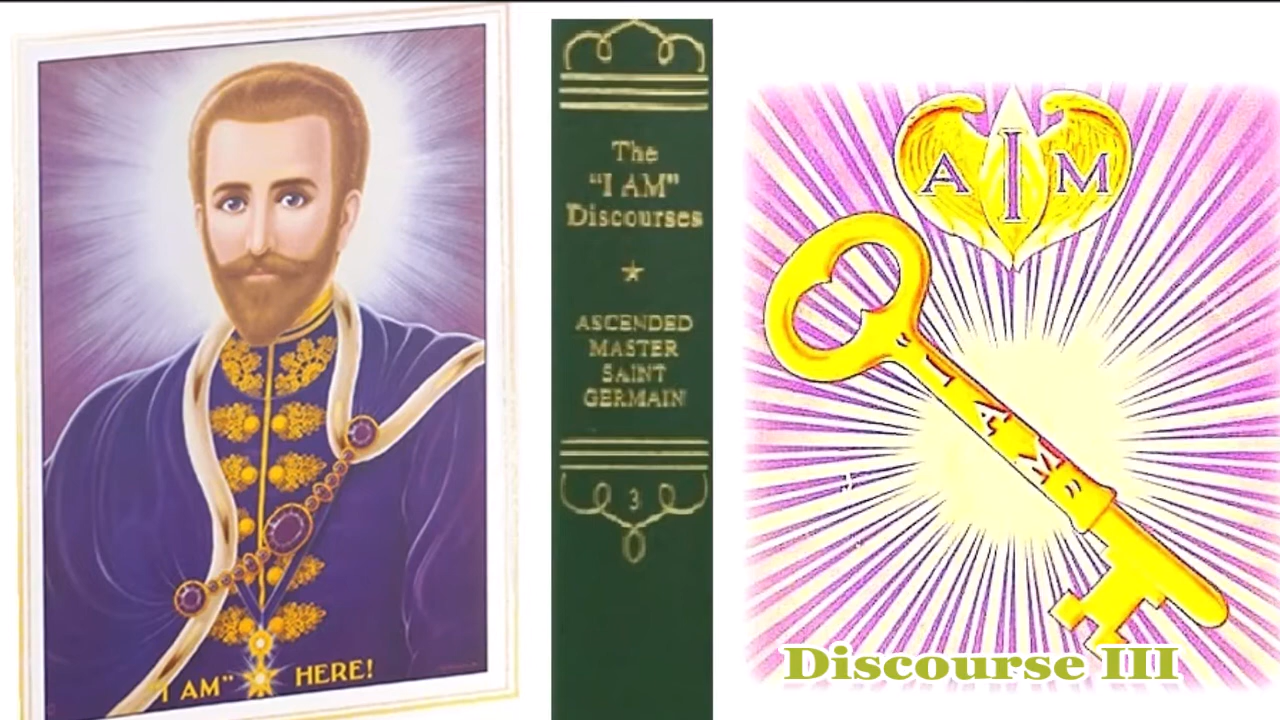 I AM" HERE!
The
"I AM"
Discourses
ASCENDED
MASTER
SAINT
GERMAIN
3
A I M
"I AM"
Discourse III